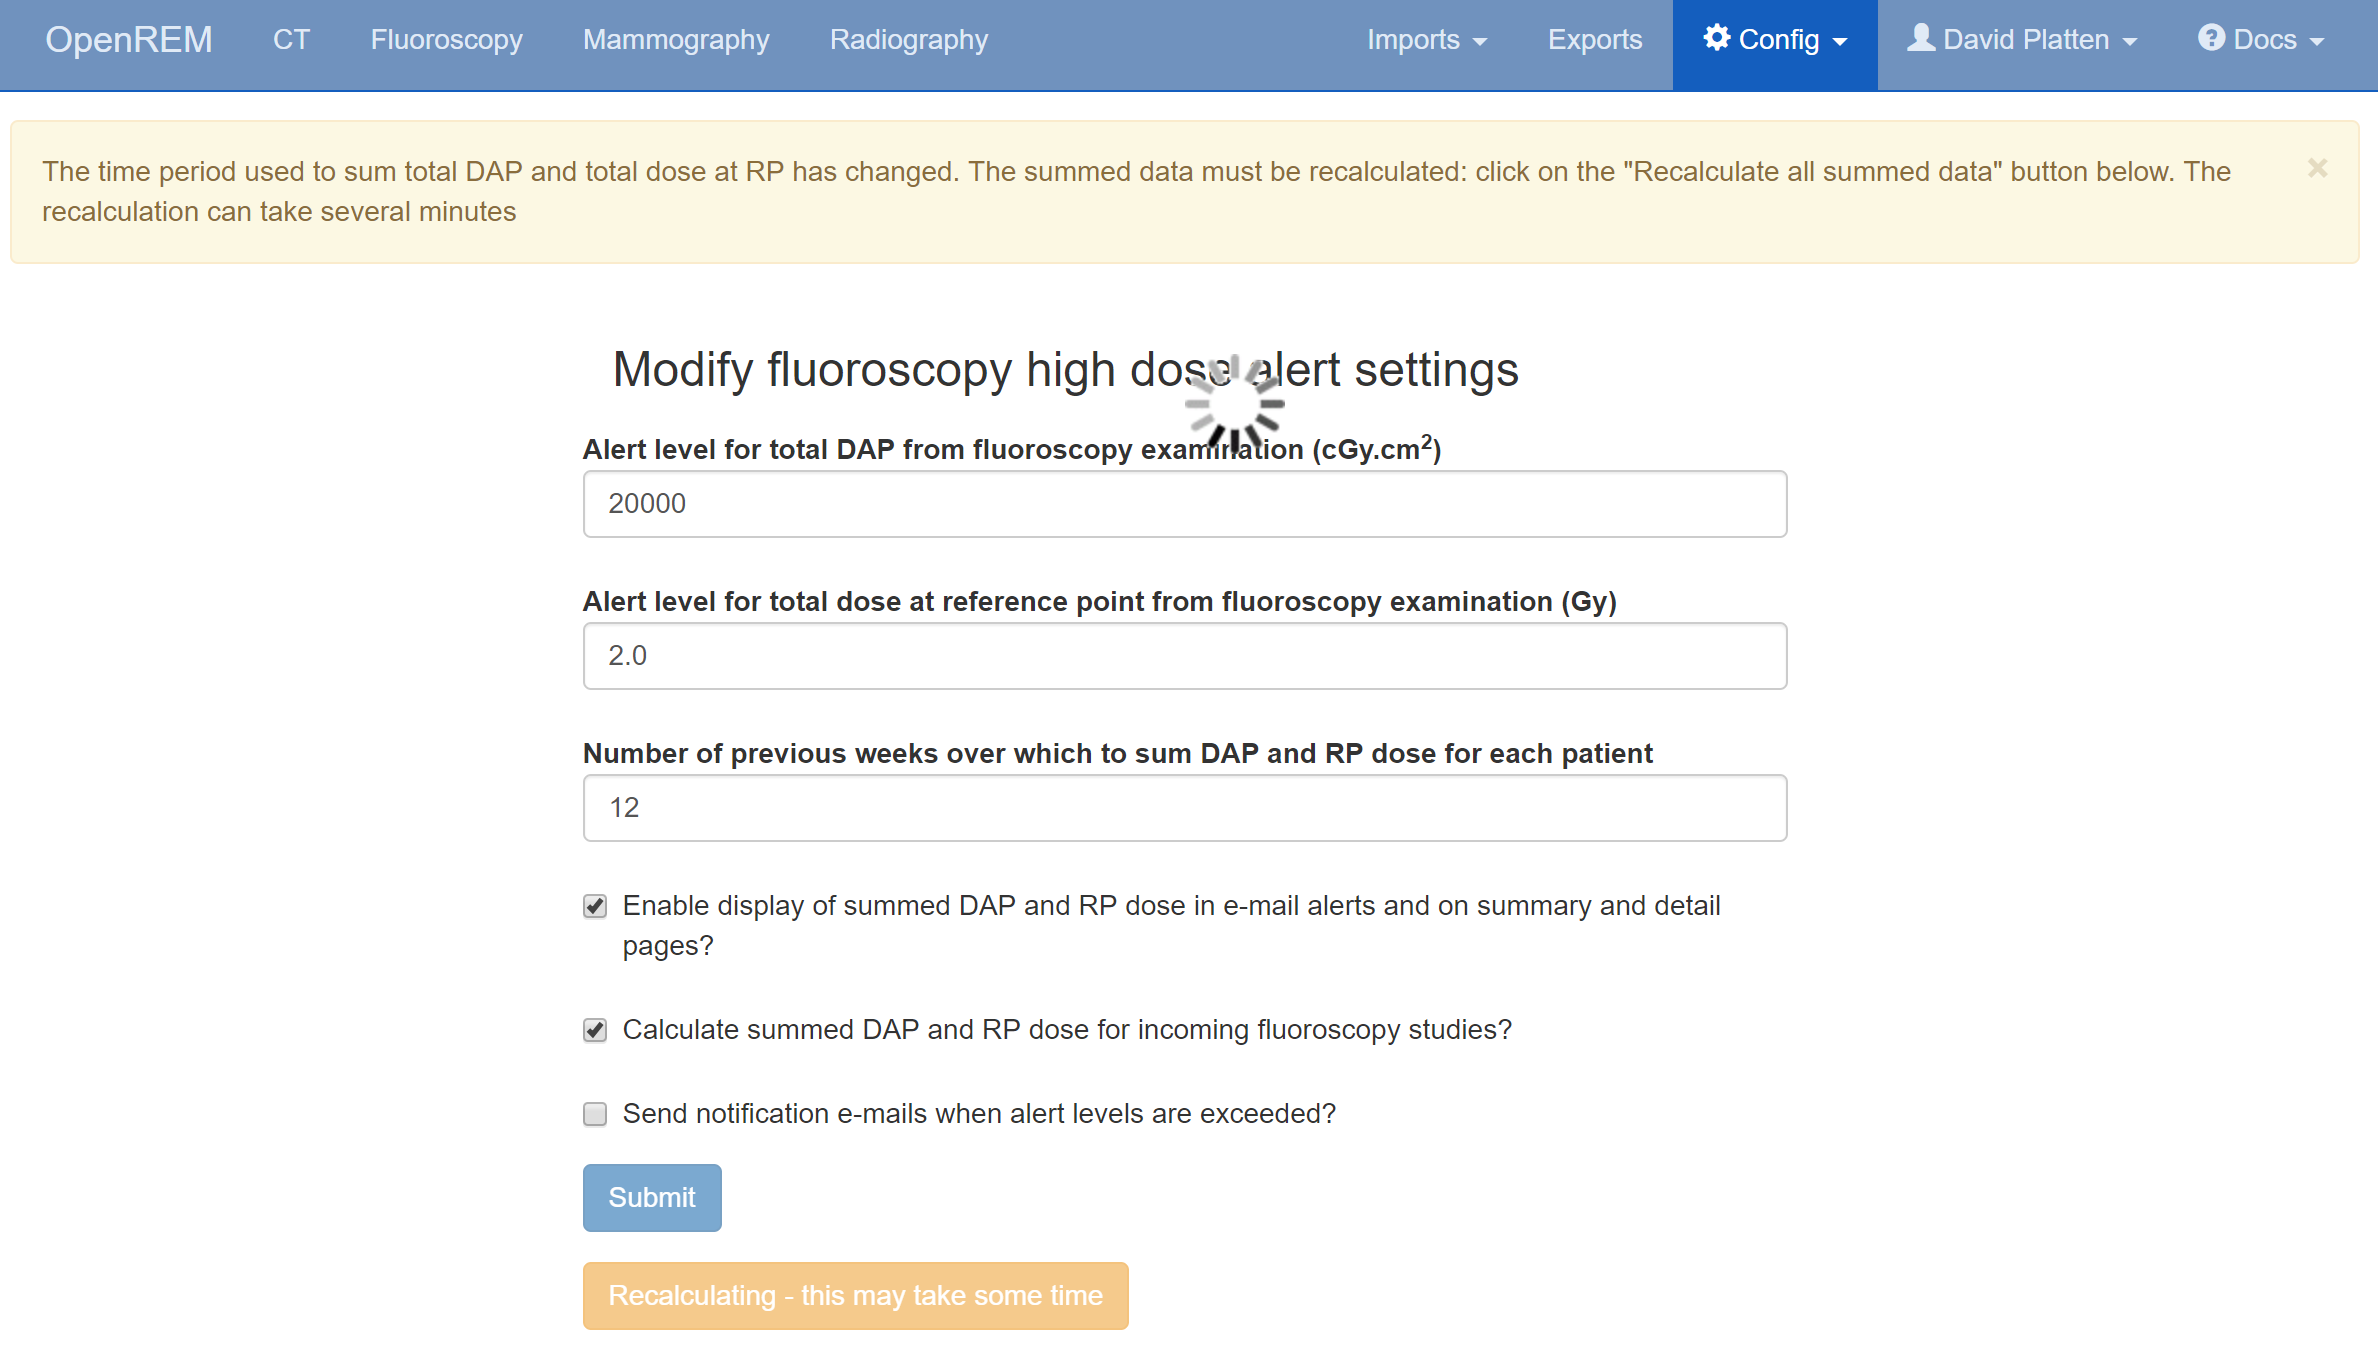 OpenREM CT Fluoroscopy Mammography Radiography Imports Exports Config David Platten Docs
The time period used to sum total DAP and total dose at RP has changed. The summed data must be recalculated: click on the "Recalculate all summed data" button below. The
recalculation can take several minutes
×
Modify fluoroscopy high dose alert settings
Alert level for total DAP from fluoroscopy examination (cGy.cm²)
20000
Alert level for total dose at reference point from fluoroscopy examination (Gy)
2.0
Number of previous weeks over which to sum DAP and RP dose for each patient
12
Enable display of summed DAP and RP dose in e-mail alerts and on summary and detail
pages?
Calculate summed DAP and RP dose for incoming fluoroscopy studies?
Send notification e-mails when alert levels are exceeded?
Submit
Recalculating - this may take some time